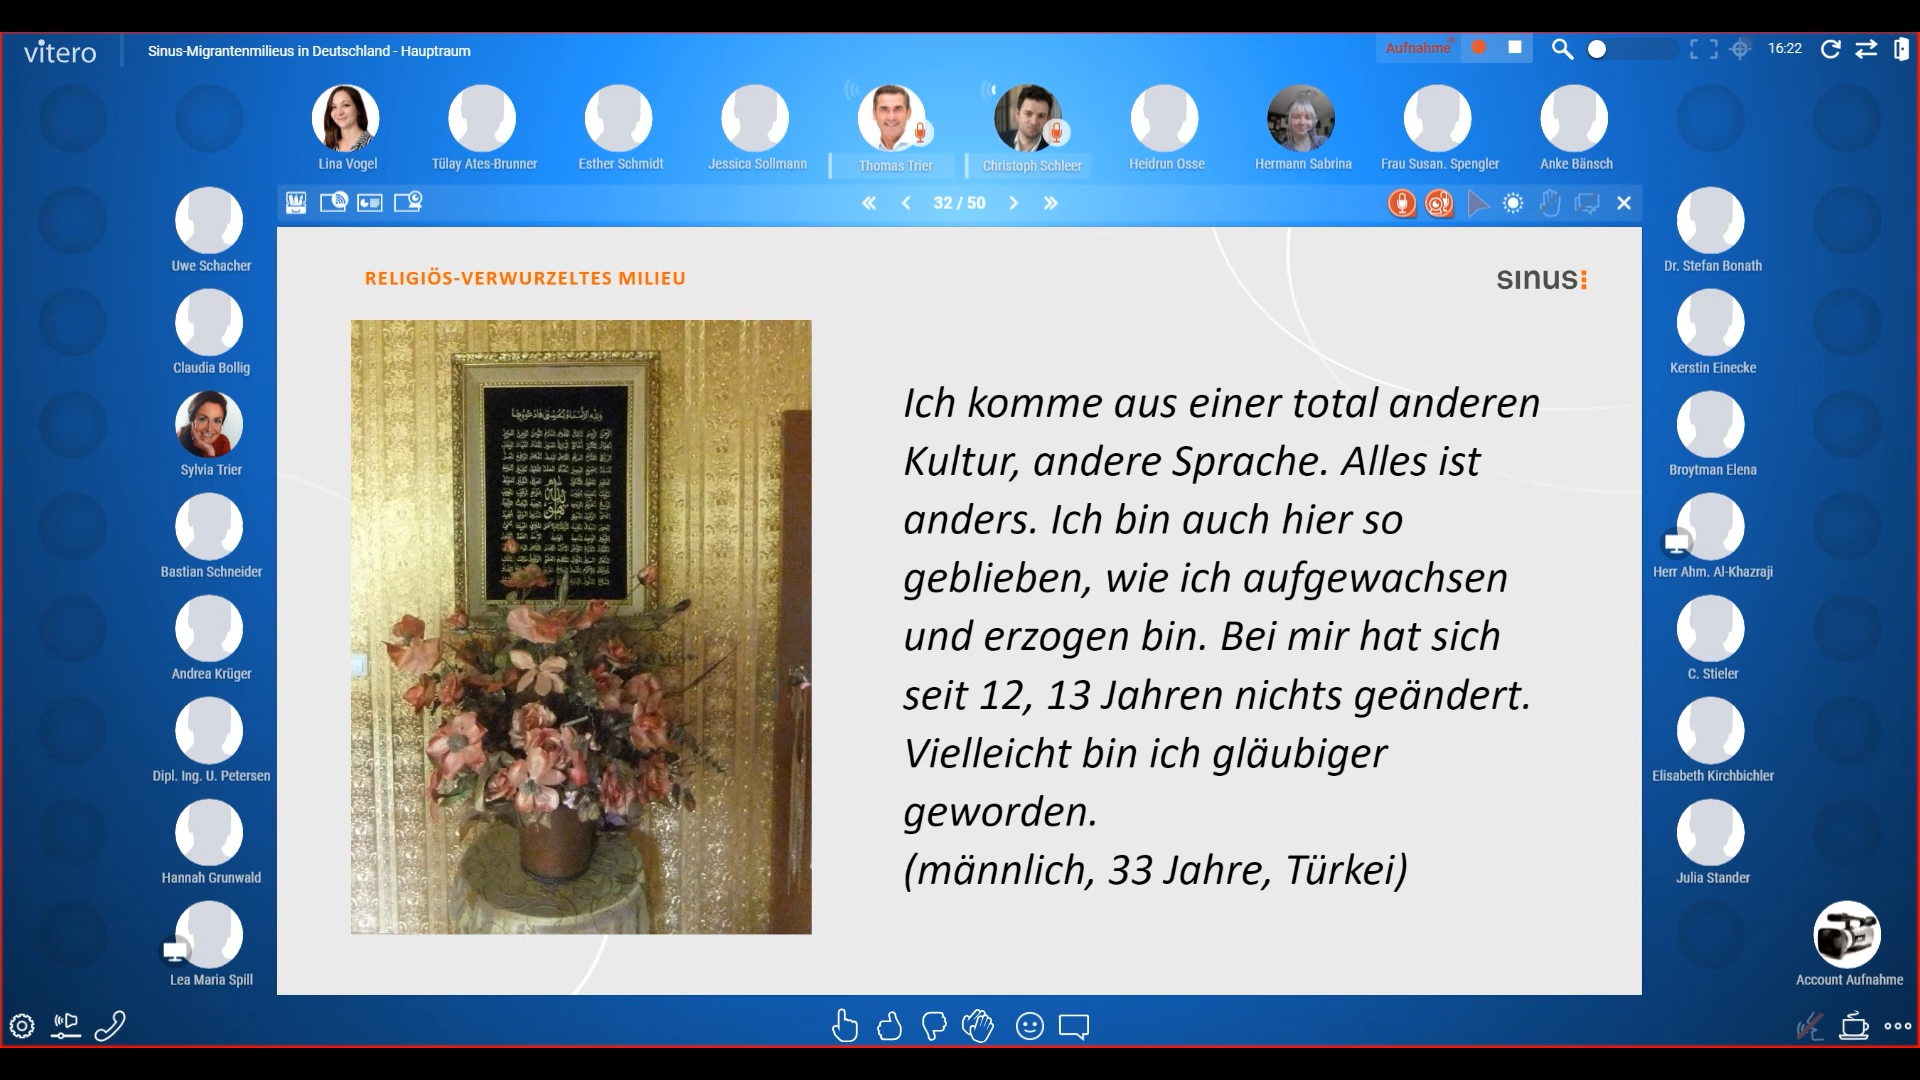 vitero
Sinus-Migrantenmilieus in Deutschland - Hauptraum
Aufnahme
16:22
Lina Vogel
Tülay Ates-Brunner
Esther Schmidt
Jessica Sollmann
Thomas Trier
Christoph Schleer
Heidrun Osse
Hermann Sabrina
Frau Susan. Spengler
Anke Bänsch
32 / 50
Uwe Schacher
Claudia Bollig
Sylvia Trier
Bastian Schneider
Andrea Krüger
Dipl. Ing. U. Petersen
Hannah Grunwald
Lea Maria Spill
RELIGIÖS-VERWURZELTES MILIEU
sinus:
Ich komme aus einer total anderen
Kultur, andere Sprache. Alles ist
anders. Ich bin auch hier so
geblieben, wie ich aufgewachsen
und erzogen bin. Bei mir hat sich
seit 12, 13 Jahren nichts geändert.
Vielleicht bin ich gläubiger
geworden.
(männlich, 33 Jahre, Türkei)
Dr. Stefan Bonath
Kerstin Einecke
Broytman Elena
Herr Ahm. Al-Khazraji
C. Stieler
Elisabeth Kirchbichler
Julia Stander
Account Aufnahme